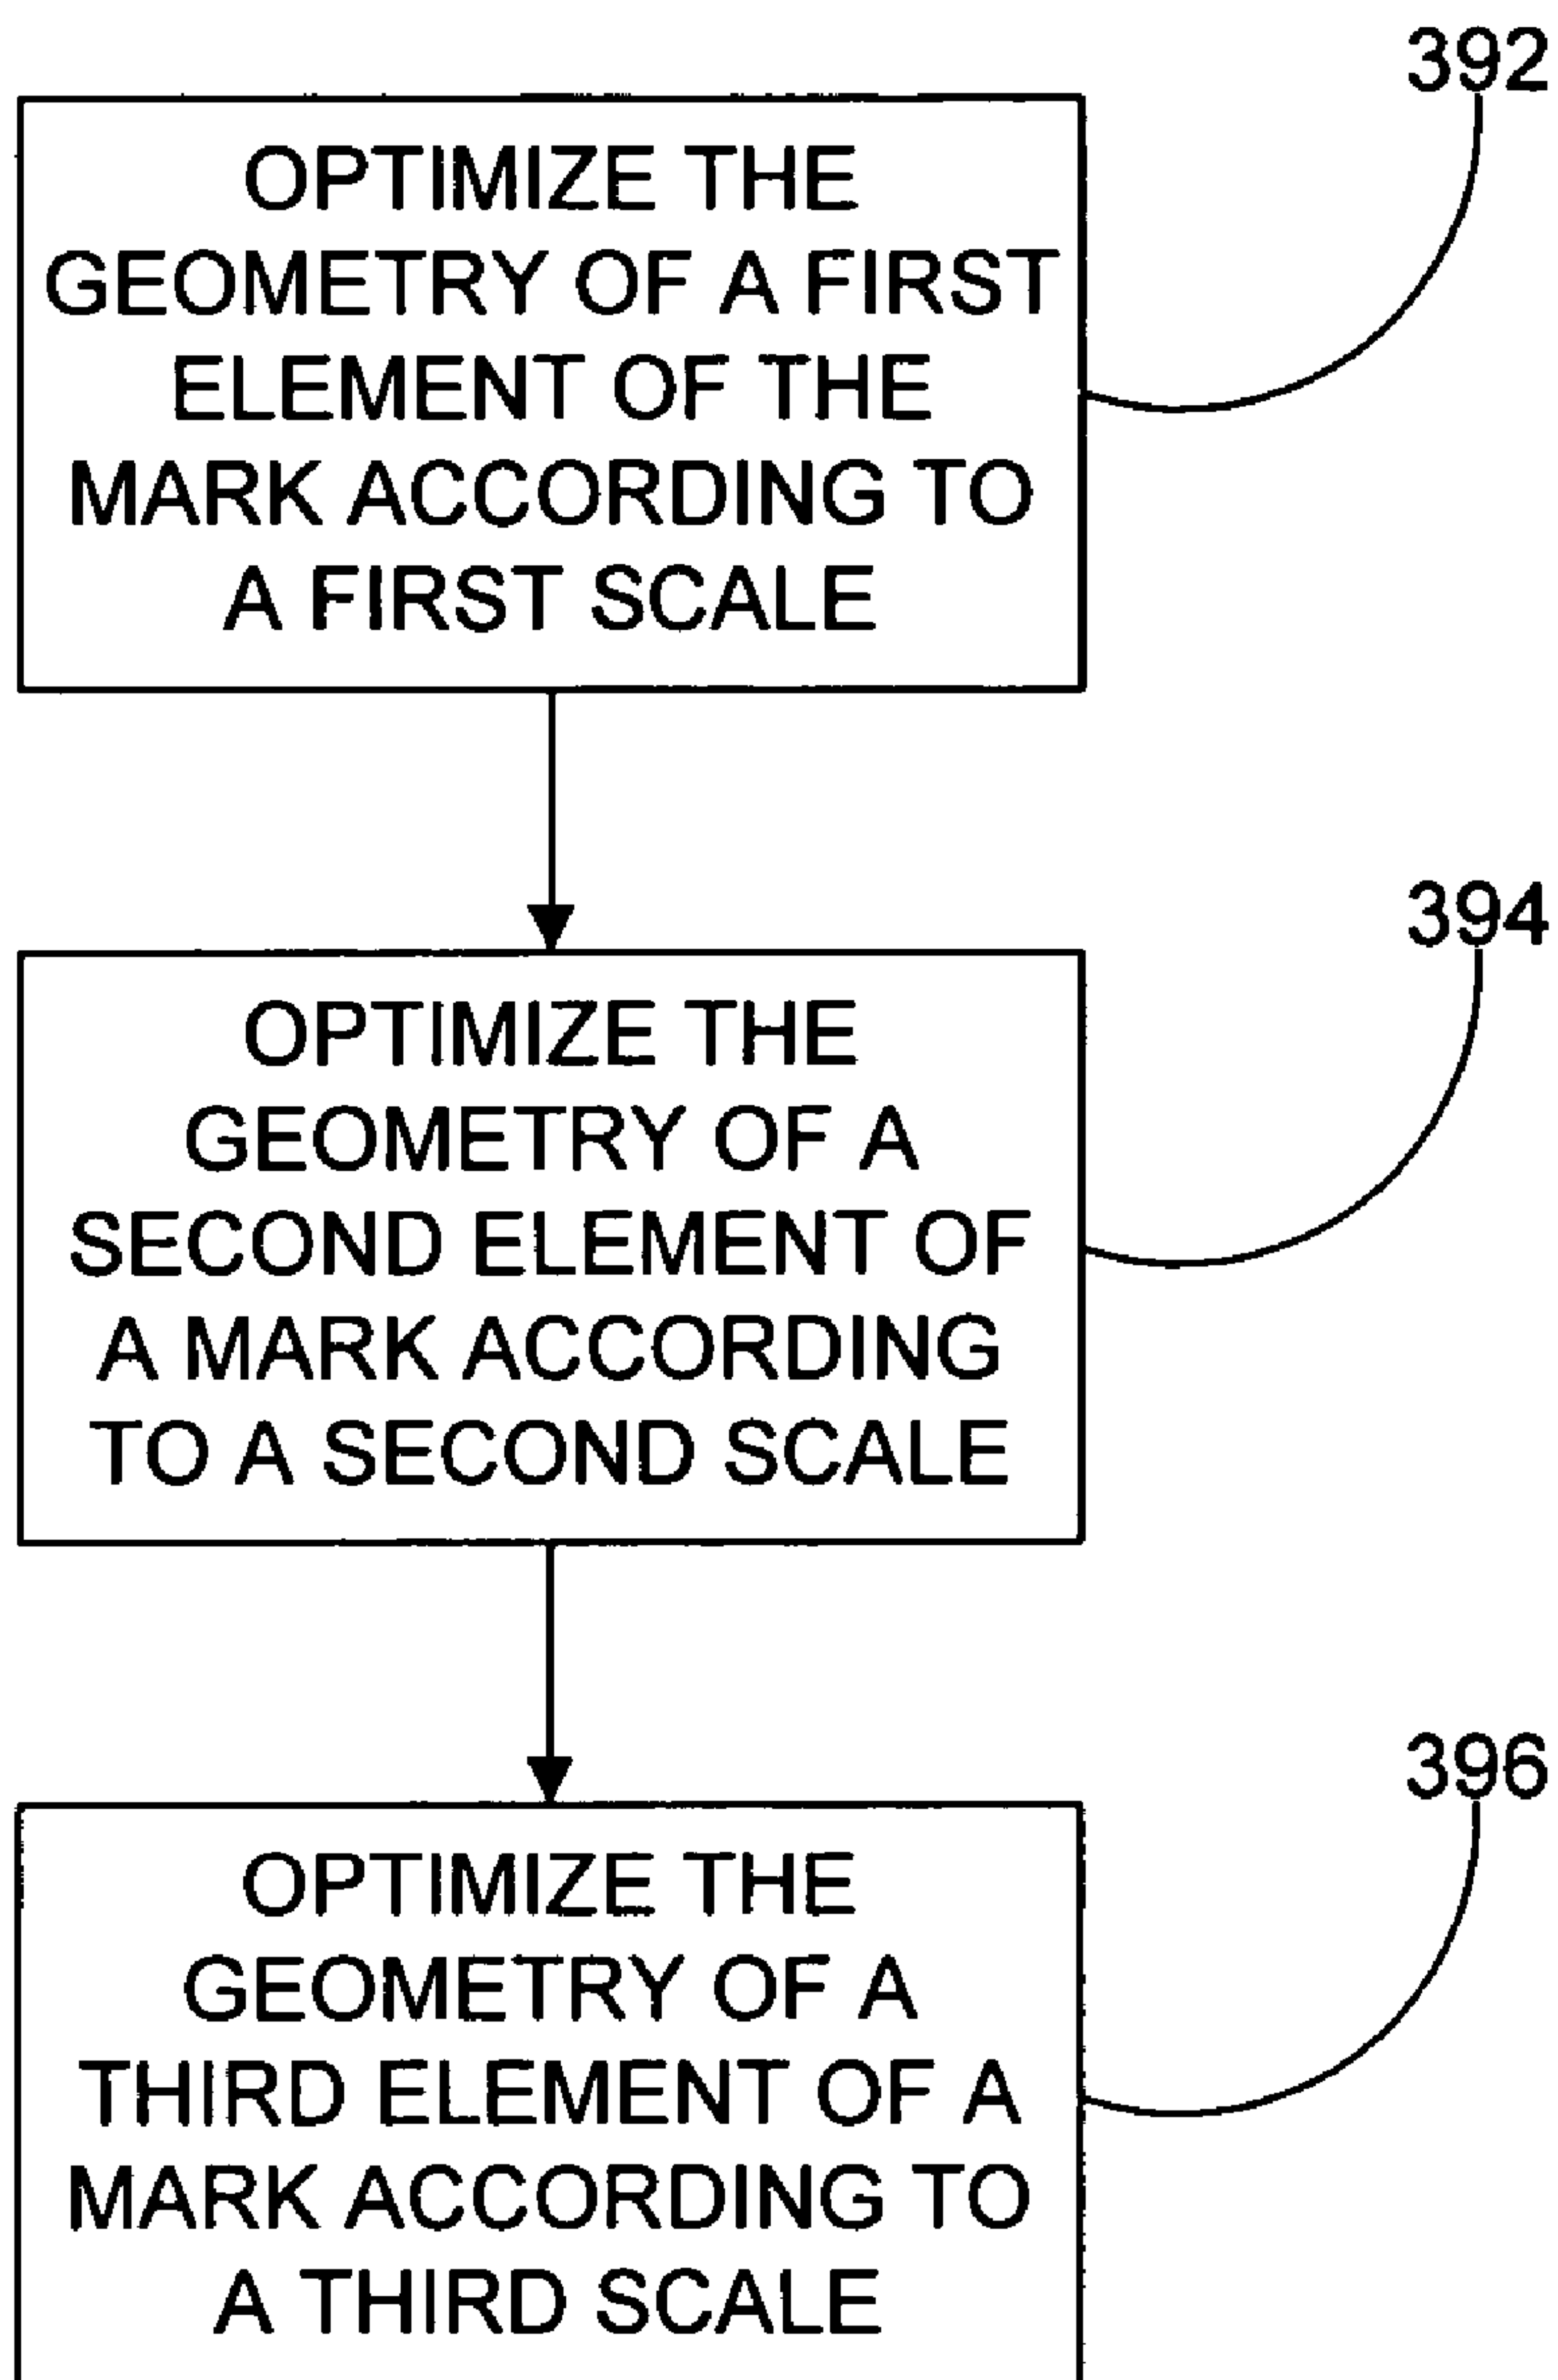 392
OPTIMIZE THE
GEOMETRY OF A FIRST
ELEMENT OF THE
MARK ACCORDING TO
A FIRST SCALE
394
OPTIMIZE THE
GEOMETRY OF A
SECOND ELEMENT OF
A MARK ACCORDING
TO A SECOND SCALE
396
OPTIMIZE THE
GEOMETRY OF A
THIRD ELEMENT OF A
MARK ACCORDING TO
A THIRD SCALE